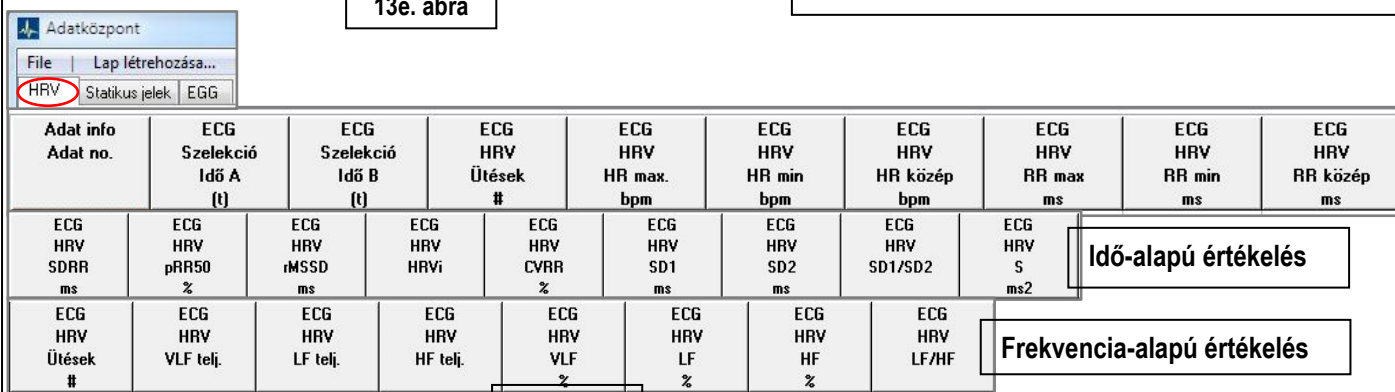 13e. ábra
Adatközpont
File | Lap létrehozása...
HRV Statikus jelek EGG
Adat info ECG ECG ECG ECG ECG ECG ECG ECG ECG
Adat no. Szelekció Szelekció HRV HRV HRV HRV HRV HRV HRV
Idő A Idő B Ütések HR max. HR min HR közép RR max RR min RR közép
(t) (t) # bpm bpm bpm ms ms ms
ECG ECG ECG ECG ECG ECG ECG ECG ECG
HRV HRV HRV HRV HRV HRV HRV HRV HRV
SDRR pRR50 rMSSD HRVi CVRR SD1 SD2 SD1/SD2 S
ms % ms % ms ms ms2
Idő-alapú értékelés
ECG ECG ECG ECG ECG ECG ECG ECG
HRV HRV HRV HRV HRV HRV HRV HRV
Ütések VLF telj. LF telj. HF telj. VLF LF HF LF/HF
# % % %
Frekvencia-alapú értékelés